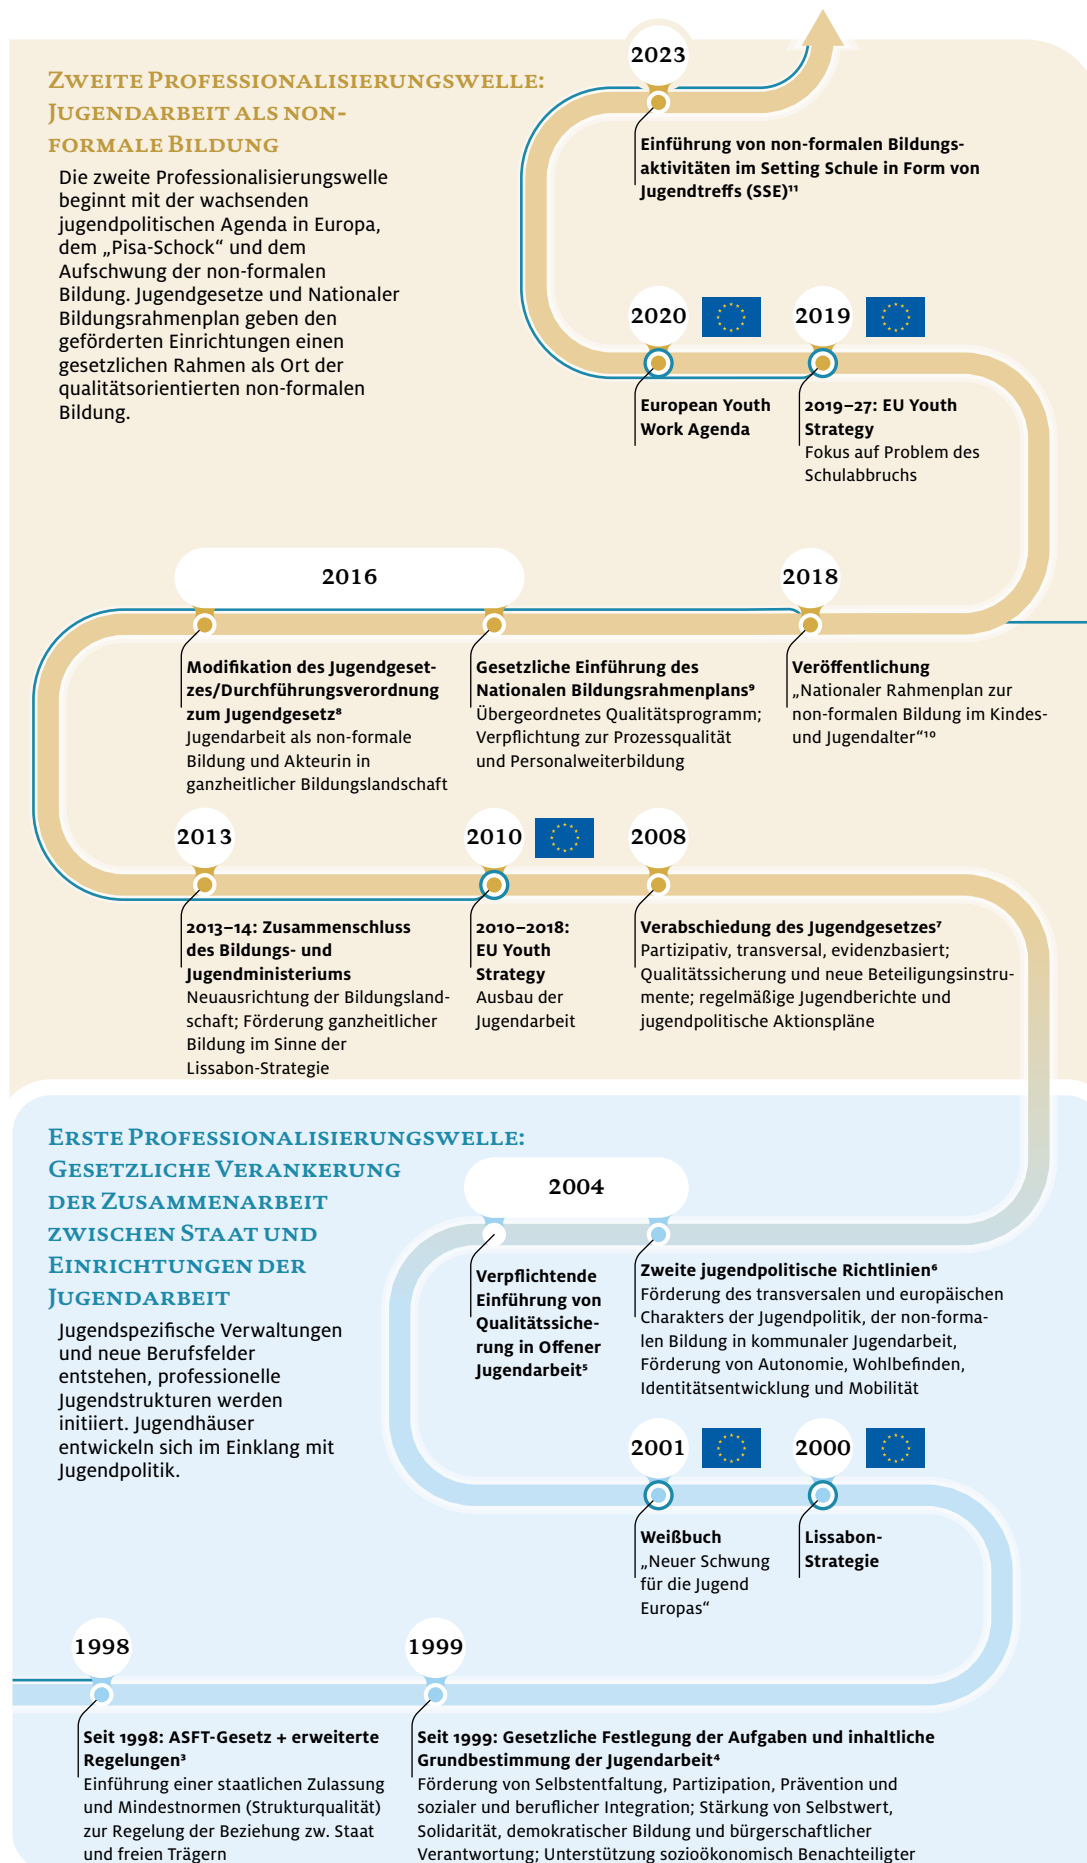 2023
ZWEITE PROFESSIONALISIERUNGSWELLE:
JUGENDARBEIT ALS NON-
FORMALE BILDUNG
Die zweite Professionalisierungswelle
beginnt mit der wachsenden
jugendpolitischen Agenda in Europa,
dem „Pisa-Schock“ und dem
Aufschwung der non-formalen
Bildung. Jugendgesetze und Nationaler
Bildungsrahmenplan geben den
geförderten Einrichtungen einen
gesetzlichen Rahmen als Ort der
qualitätsorientierten non-formalen
Bildung.
Einführung von non-formalen Bildungs-
aktivitäten im Setting Schule in Form von
Jugendtreffs (SSE)¹¹
2020
European Youth
Work Agenda
2019
2019–27: EU Youth
Strategy
Fokus auf Problem des
Schulabbruchs
2016
Modifikation des Jugendgeset-
zes/Durchführungsverordnung
zum Jugendgesetz⁸
Jugendarbeit als non-formale
Bildung und Akteurin in
ganzheitlicher Bildungslandschaft
Gesetzliche Einführung des
Nationalen Bildungsrahmenplans⁹
Übergeordnetes Qualitätsprogramm;
Verpflichtung zur Prozessqualität
und Personalweiterbildung
2018
Veröffentlichung
„Nationaler Rahmenplan zur
non-formalen Bildung im Kindes-
und Jugendalter“¹⁰
2013
2013–14: Zusammenschluss
des Bildungs- und
Jugendministeriums
Neuausrichtung der Bildungsland-
schaft; Förderung ganzheitlicher
Bildung im Sinne der
Lissabon-Strategie
2010
2010–2018:
EU Youth
Strategy
Ausbau der
Jugendarbeit
2008
Verabschiedung des Jugendgesetzes⁷
Partizipativ, transversal, evidenzbasiert;
Qualitätssicherung und neue Beteiligungsinstru-
mente; regelmäßige Jugendberichte und
jugendpolitische Aktionspläne
ERSTE PROFESSIONALISIERUNGSWELLE:
GESETZLICHE VERANKERUNG
DER ZUSAMMENARBEIT
ZWISCHEN STAAT UND
EINRICHTUNGEN DER
JUGENDARBEIT
Jugendspezifische Verwaltungen
und neue Berufsfelder
entstehen, professionelle
Jugendstrukturen werden
initiiert. Jugendhäuser
entwickeln sich im Einklang mit
Jugendpolitik.
2004
Verpflichtende
Einführung von
Qualitätssiche-
rung in Offener
Jugendarbeit⁵
Zweite jugendpolitische Richtlinien⁶
Förderung des transversalen und europäischen
Charakters der Jugendpolitik, der non-forma-
len Bildung in kommunaler Jugendarbeit,
Förderung von Autonomie, Wohlbefinden,
Identitätsentwicklung und Mobilität
2001
Weißbuch
„Neuer Schwung
für die Jugend
Europas“
2000
Lissabon-
Strategie
1998
Seit 1998: ASFT-Gesetz + erweiterte
Regelungen³
Einführung einer staatlichen Zulassung
und Mindestnormen (Strukturqualität)
zur Regelung der Beziehung zw. Staat
und freien Trägern
1999
Seit 1999: Gesetzliche Festlegung der Aufgaben und inhaltliche
Grundbestimmung der Jugendarbeit⁴
Förderung von Selbstentfaltung, Partizipation, Prävention und
sozialer und beruflicher Integration; Stärkung von Selbstwert,
Solidarität, demokratischer Bildung und bürgerschaftlicher
Verantwortung; Unterstützung sozioökonomisch Benachteiligter